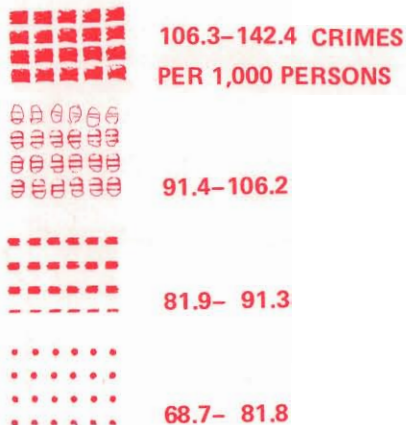 106.3–142.4 CRIMES
PER 1,000 PERSONS
91.4–106.2
81.9– 91.3
68.7– 81.8